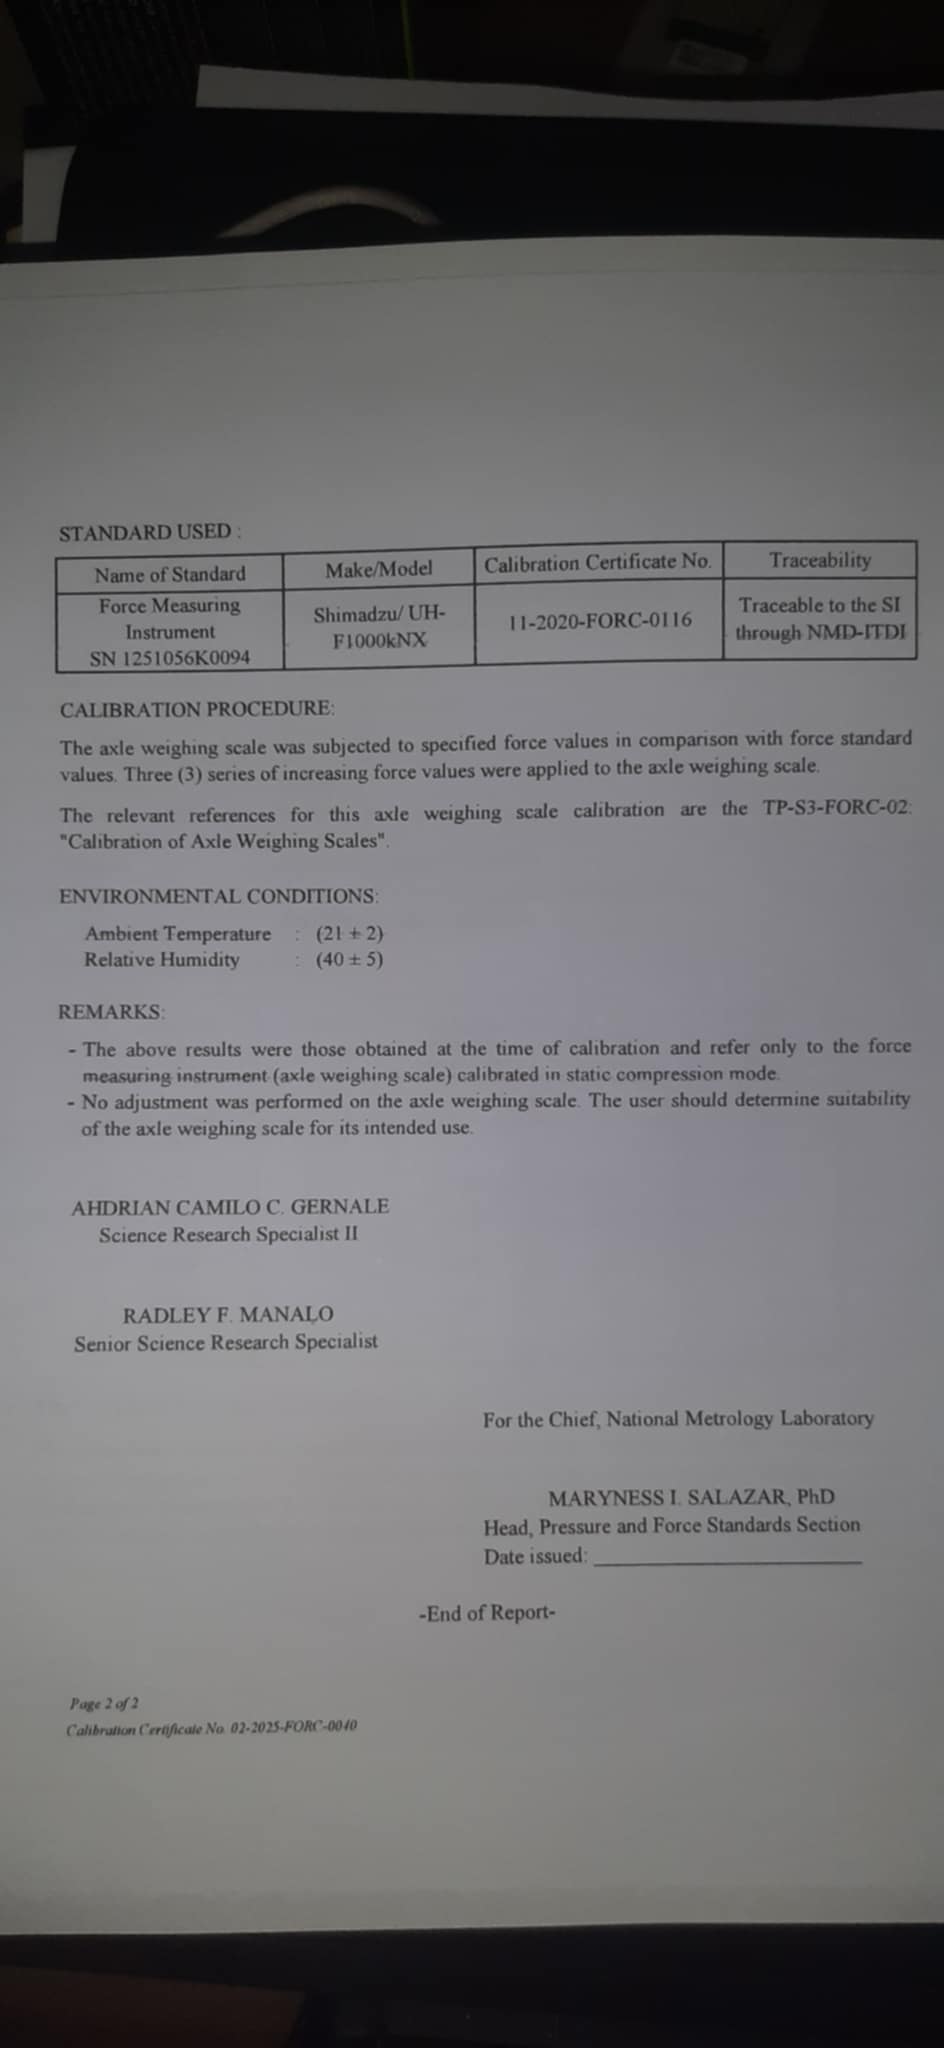 STANDARD USED :
Name of Standard Make/Model Calibration Certificate No. Traceability
Force Measuring
Instrument
SN 1251056K0094
Shimadzu/ UH-
F1000kNX
11-2020-FORC-0116
Traceable to the SI
through NMD-ITDI
CALIBRATION PROCEDURE:
The axle weighing scale was subjected to specified force values in comparison with force standard
values. Three (3) series of increasing force values were applied to the axle weighing scale.
The relevant references for this axle weighing scale calibration are the TP-S3-FORC-02:
"Calibration of Axle Weighing Scales".
ENVIRONMENTAL CONDITIONS:
Ambient Temperature : (21 ± 2)
Relative Humidity : (40 ± 5)
REMARKS:
- The above results were those obtained at the time of calibration and refer only to the force
measuring instrument (axle weighing scale) calibrated in static compression mode.
- No adjustment was performed on the axle weighing scale. The user should determine suitability
of the axle weighing scale for its intended use.
AHDRIAN CAMILO C. GERNALE
Science Research Specialist II
RADLEY F. MANALO
Senior Science Research Specialist
For the Chief, National Metrology Laboratory
MARYNESS I. SALAZAR, PhD
Head, Pressure and Force Standards Section
Date issued:
-End of Report-
Page 2 of 2
Calibration Certificate No. 02-2025-FORC-0040